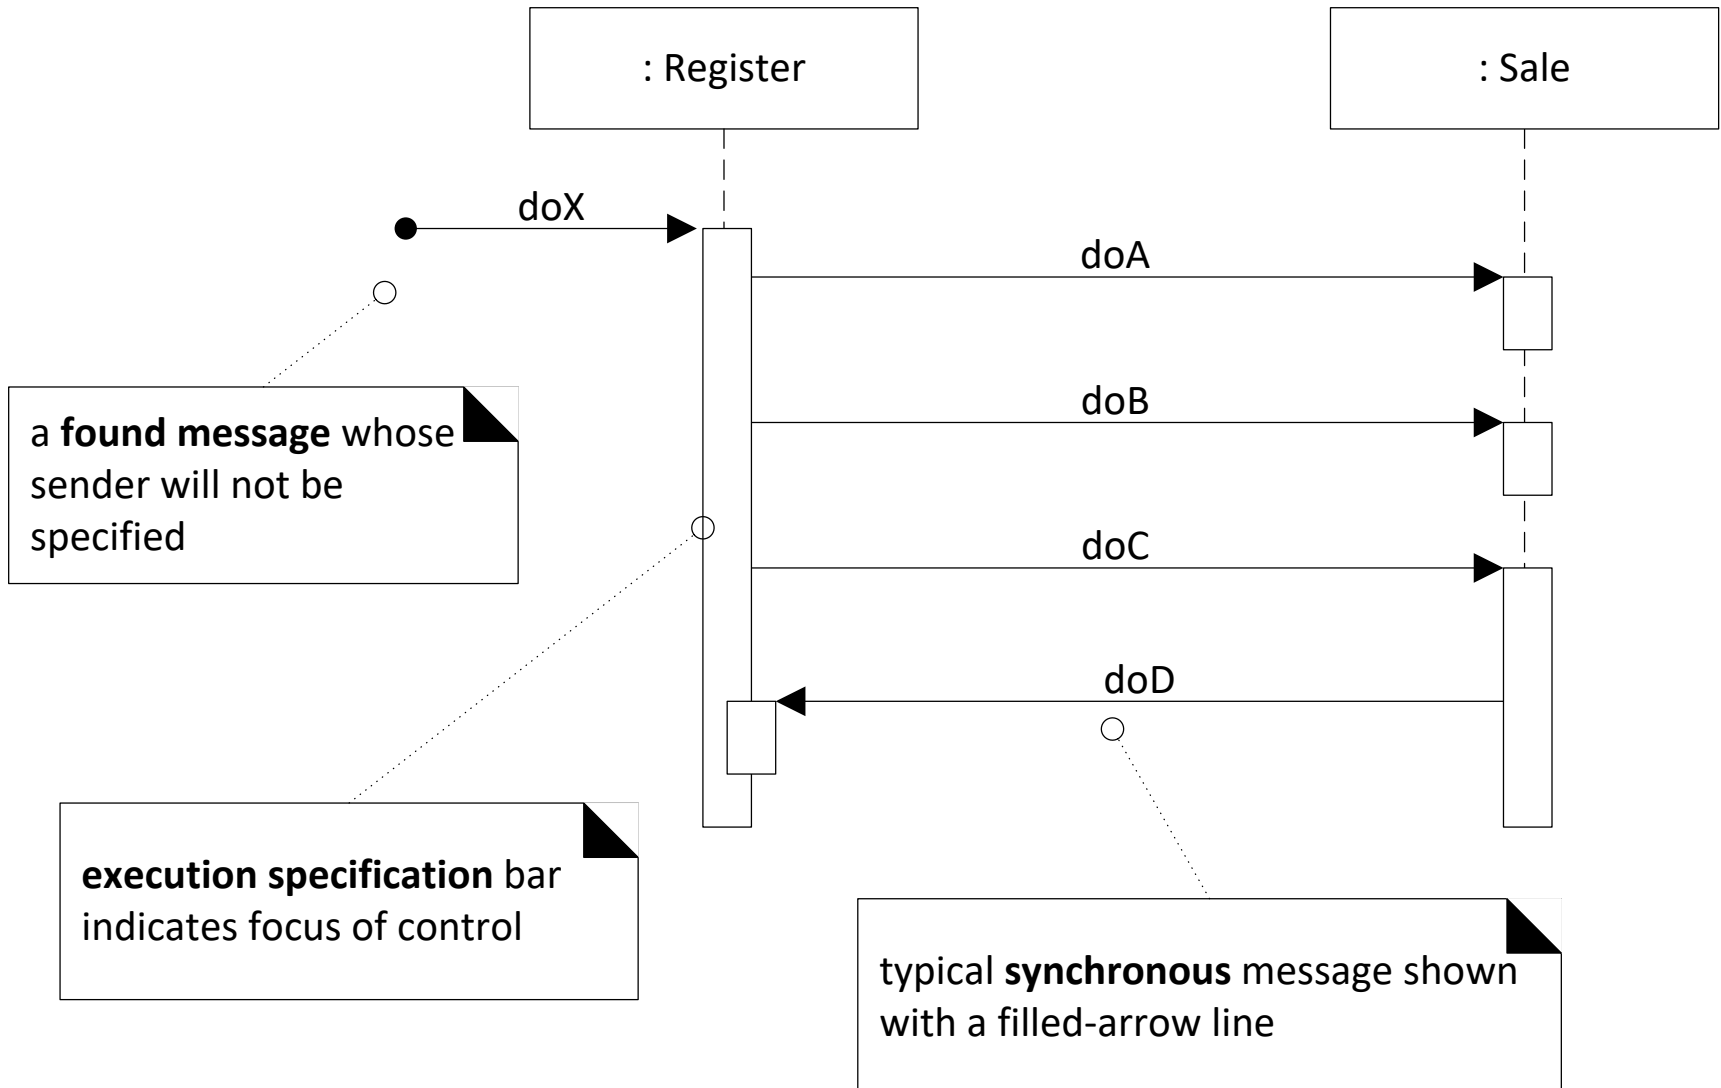 : Register
: Sale
doX
doA
doB
doC
doD
a found message whose
sender will not be
specified
execution specification bar
indicates focus of control
typical synchronous message shown
with a filled-arrow line